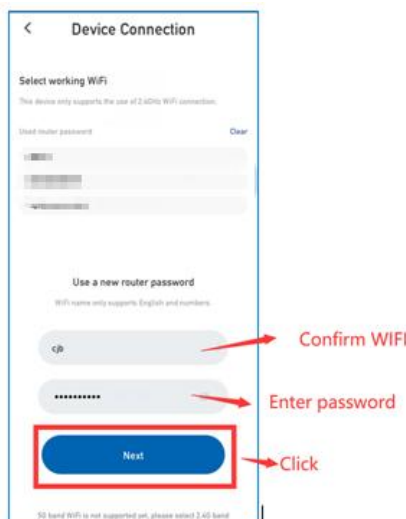 Device Connection
Select working WiFi
This device only supports the use of 2.4GHz WiFi connection.
Used router password Clear
Use a new router password
WiFi name only supports English and numbers.
cjb
Confirm WIFI
••••••••••
Enter password
Next
Click
5G band WiFi is not supported yet, please select 2.4G band